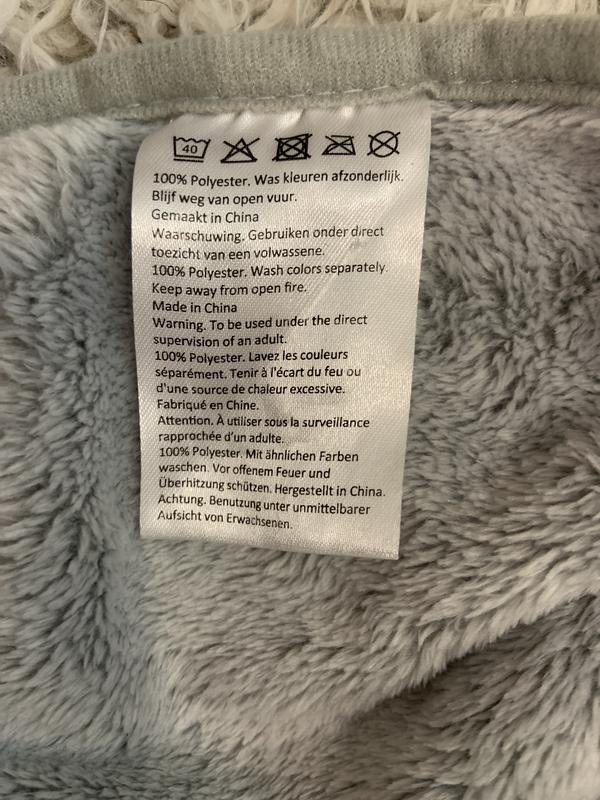 40
100% Polyester. Was kleuren afzonderlijk.
Blijf weg van open vuur.
Gemaakt in China
Waarschuwing. Gebruiken onder direct
toezicht van een volwassene.
100% Polyester. Wash colors separately.
Keep away from open fire.
Made in China
Warning. To be used under the direct
supervision of an adult.
100% Polyester. Lavez les couleurs
séparément. Tenir à l'écart du feu ou
d'une source de chaleur excessive.
Fabriqué en Chine.
Attention. À utiliser sous la surveillance
rapprochée d'un adulte.
100% Polyester. Mit ähnlichen Farben
waschen. Vor offenem Feuer und
Überhitzung schützen. Hergestellt in China.
Achtung. Benutzung unter unmittelbarer
Aufsicht von Erwachsenen.